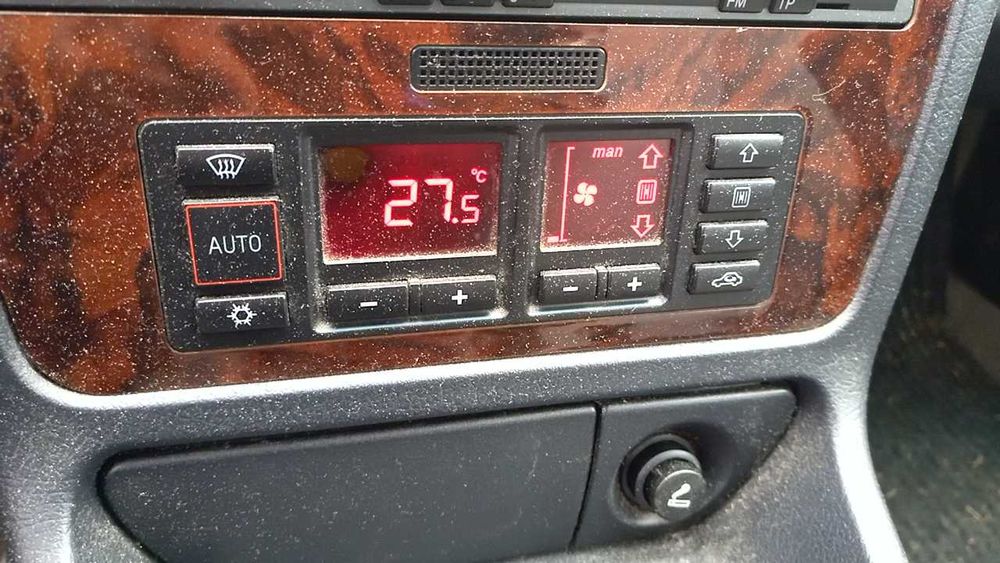 FM TP
man
°C
27.5
AUTO
- + - +